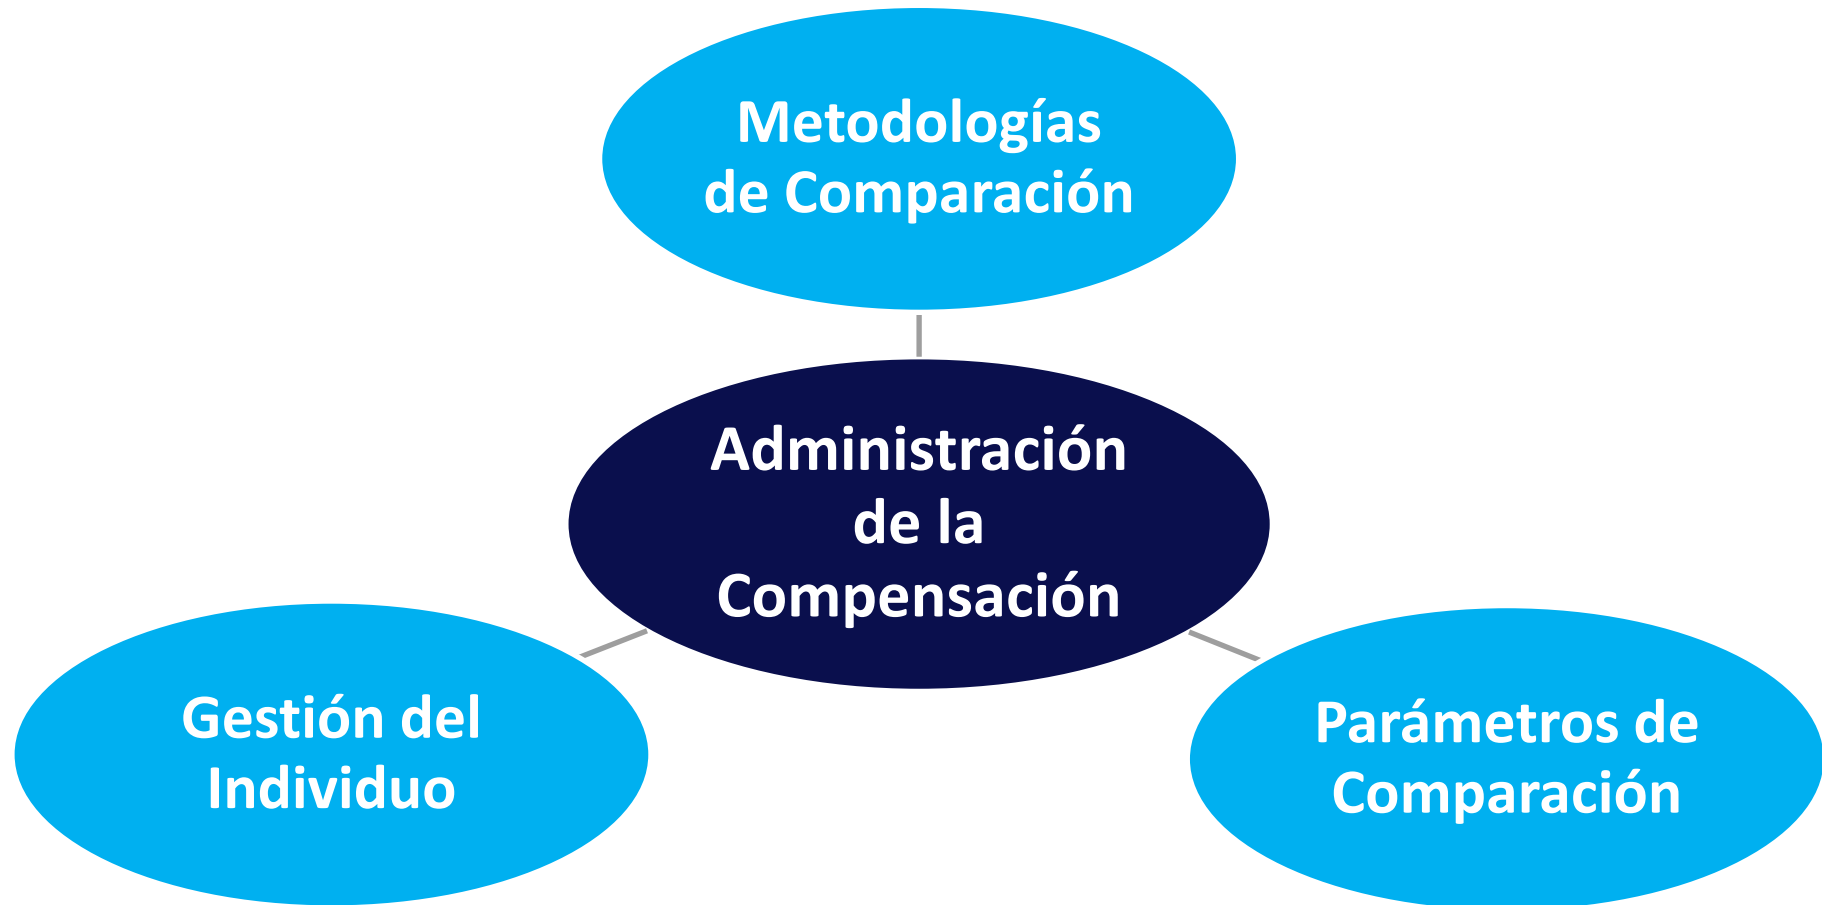 Metodologías
de Comparación
Administración
de la
Compensación
Gestión del
Individuo
Parámetros de
Comparación